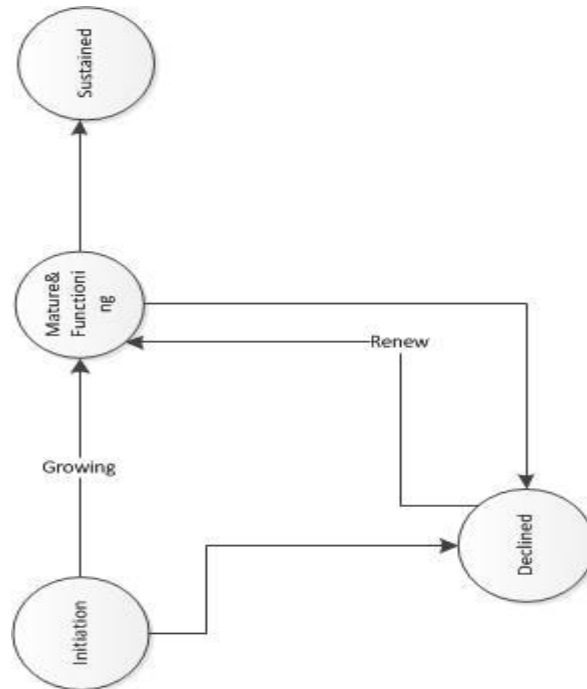 Sustained
Mature&
Functioni
ng
Renew
Growing
Declined
Initiation